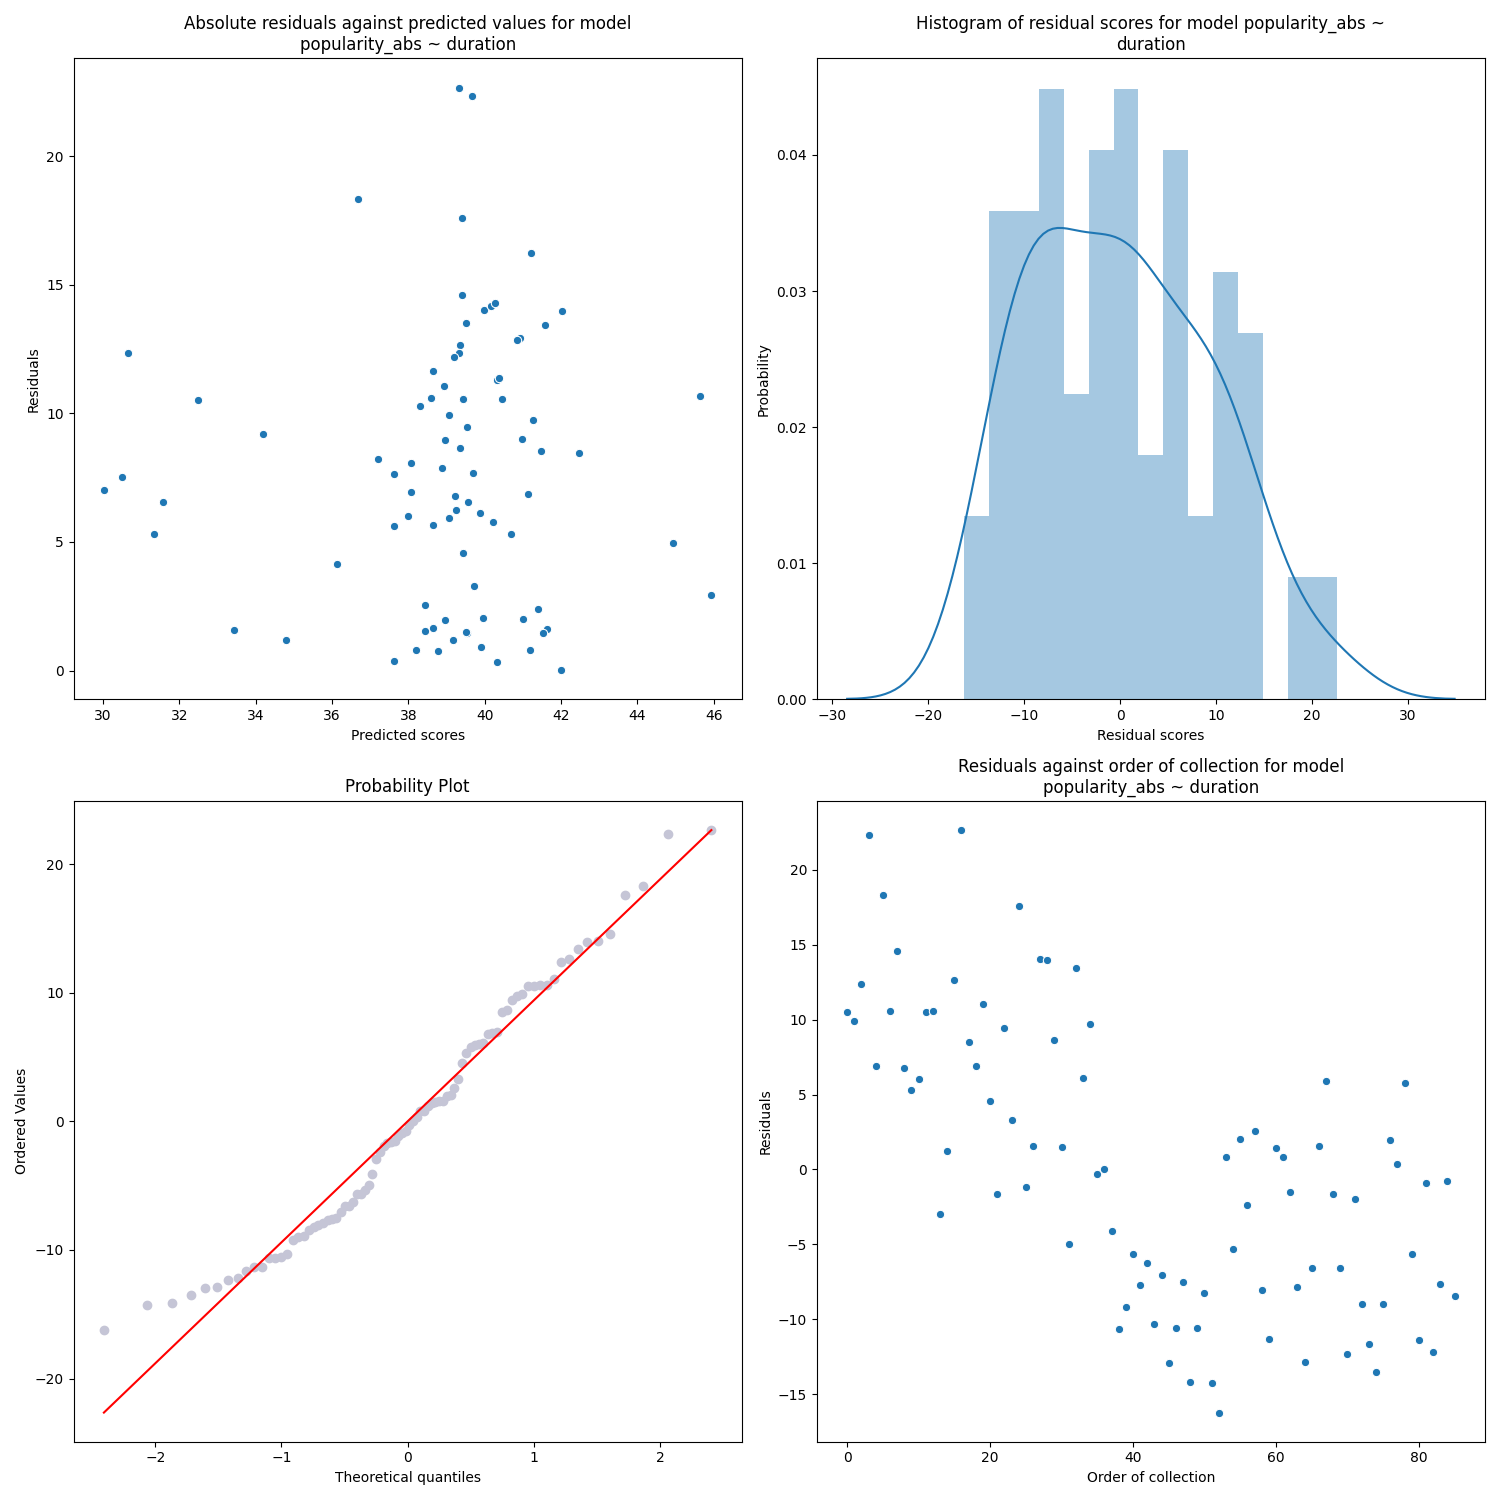 Absolute residuals against predicted values for model
popularity_abs ~ duration
Residuals
20
15
10
5
0
30 32 34 36 38 40 42 44 46
Predicted scores
Histogram of residual scores for model popularity_abs ~
duration
Probability
0.04
0.03
0.02
0.01
0.00
−30 −20 −10 0 10 20 30
Residual scores
Probability Plot
Ordered Values
20
10
0
−10
−20
−2 −1 0 1 2
Theoretical quantiles
Residuals against order of collection for model
popularity_abs ~ duration
Residuals
20
15
10
5
0
−5
−10
−15
0 20 40 60 80
Order of collection